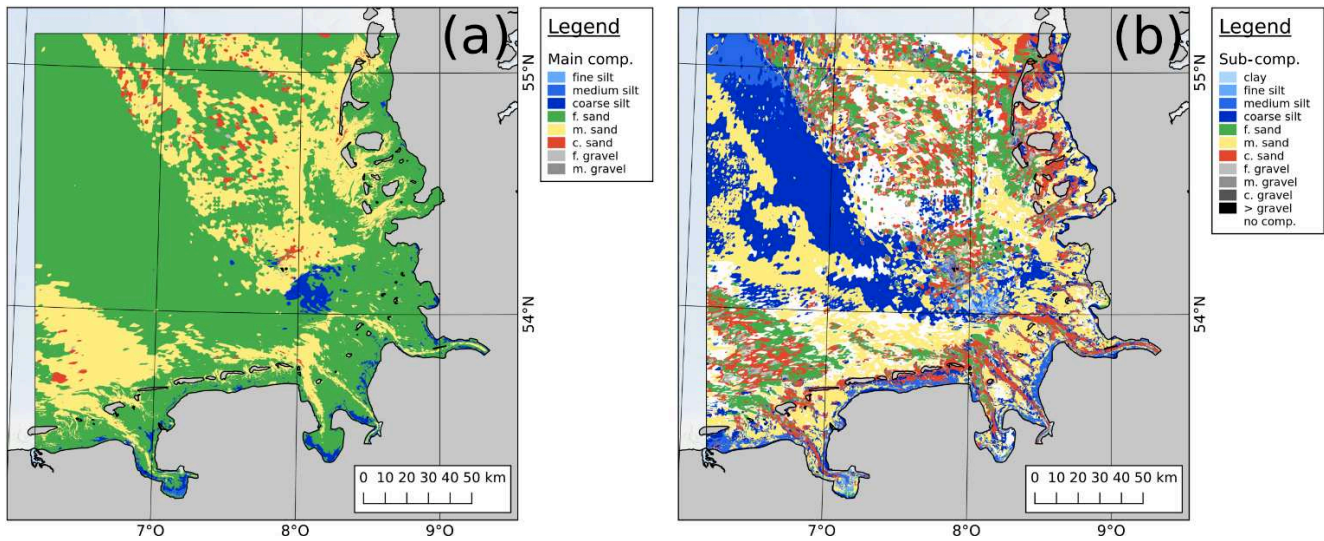 (a)
Legend
Main comp.
fine silt
medium silt
coarse silt
f. sand
m. sand
c. sand
f. gravel
m. gravel
55°N
54°N
0 10 20 30 40 50 km
7°O 8°O 9°O
(b)
Legend
Sub-comp.
clay
fine silt
medium silt
coarse silt
f. sand
m. sand
c. sand
f. gravel
m. gravel
c. gravel
> gravel
no comp.
55°N
54°N
0 10 20 30 40 50 km
7°O 8°O 9°O